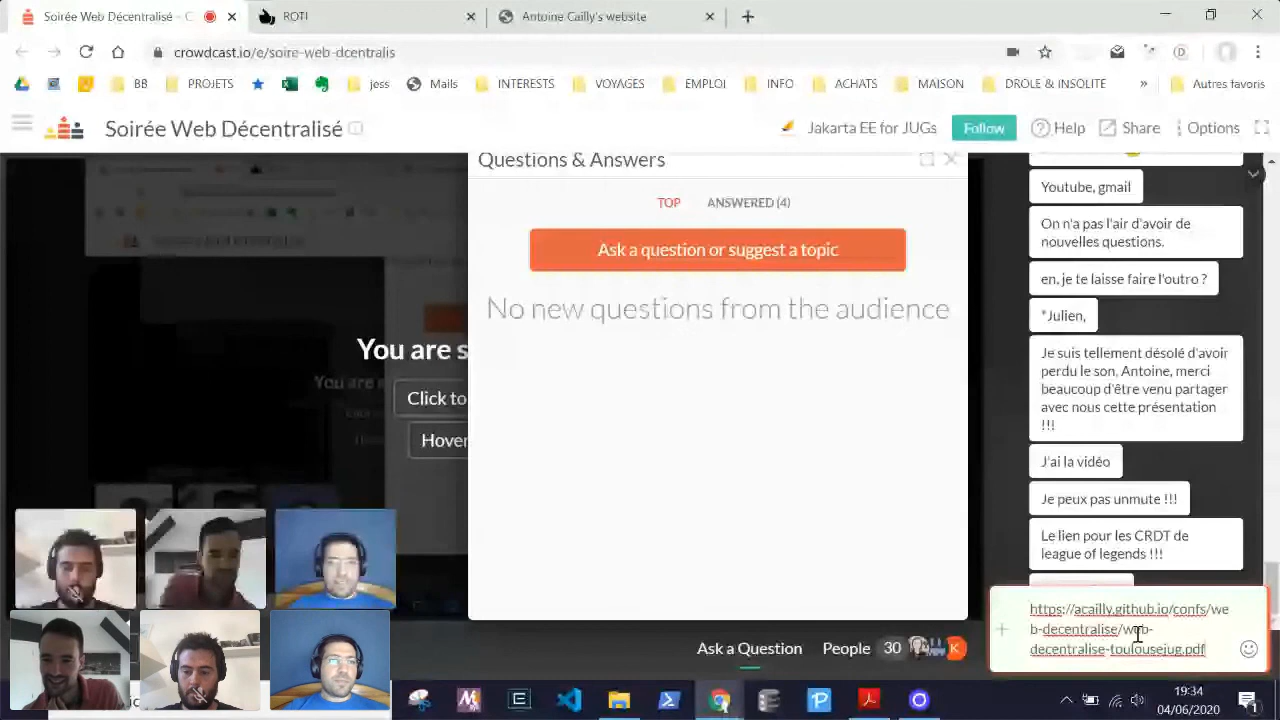 Soirée Web Décentralisé - C
ROTI
Antoine Cailly's website
crowdcast.io/e/soire-web-dcentralis
BB
PROJETS
jess
Mails
INTERESTS
VOYAGES
EMPLOI
INFO
ACHATS
MAISON
DRÔLE & INSOLITE
»
Autres favoris
Soirée Web Décentralisé
Jakarta EE for JUGs
Follow
Help
Share
Options
Questions & Answers
TOP
ANSWERED (4)
Ask a question or suggest a topic
No new questions from the audience
You are s
Click to
Hover
Youtube, gmail
On n'a pas l'air d'avoir de
nouvelles questions.
en, je te laisse faire l'outro ?
*Julien,
Je suis tellement désolé d'avoir
perdu le son, Antoine, merci
beaucoup d'être venu partager
avec nous cette présentation
!!!
J'ai la vidéo
Je peux pas unmute !!!
Le lien pour les CRDT de
league of legends !!!
https://acailly.github.io/confs/we
b-decentralise/web-
decentralise-toulousejug.pdf
Ask a Question
People
30
K
19:34
04/06/2020